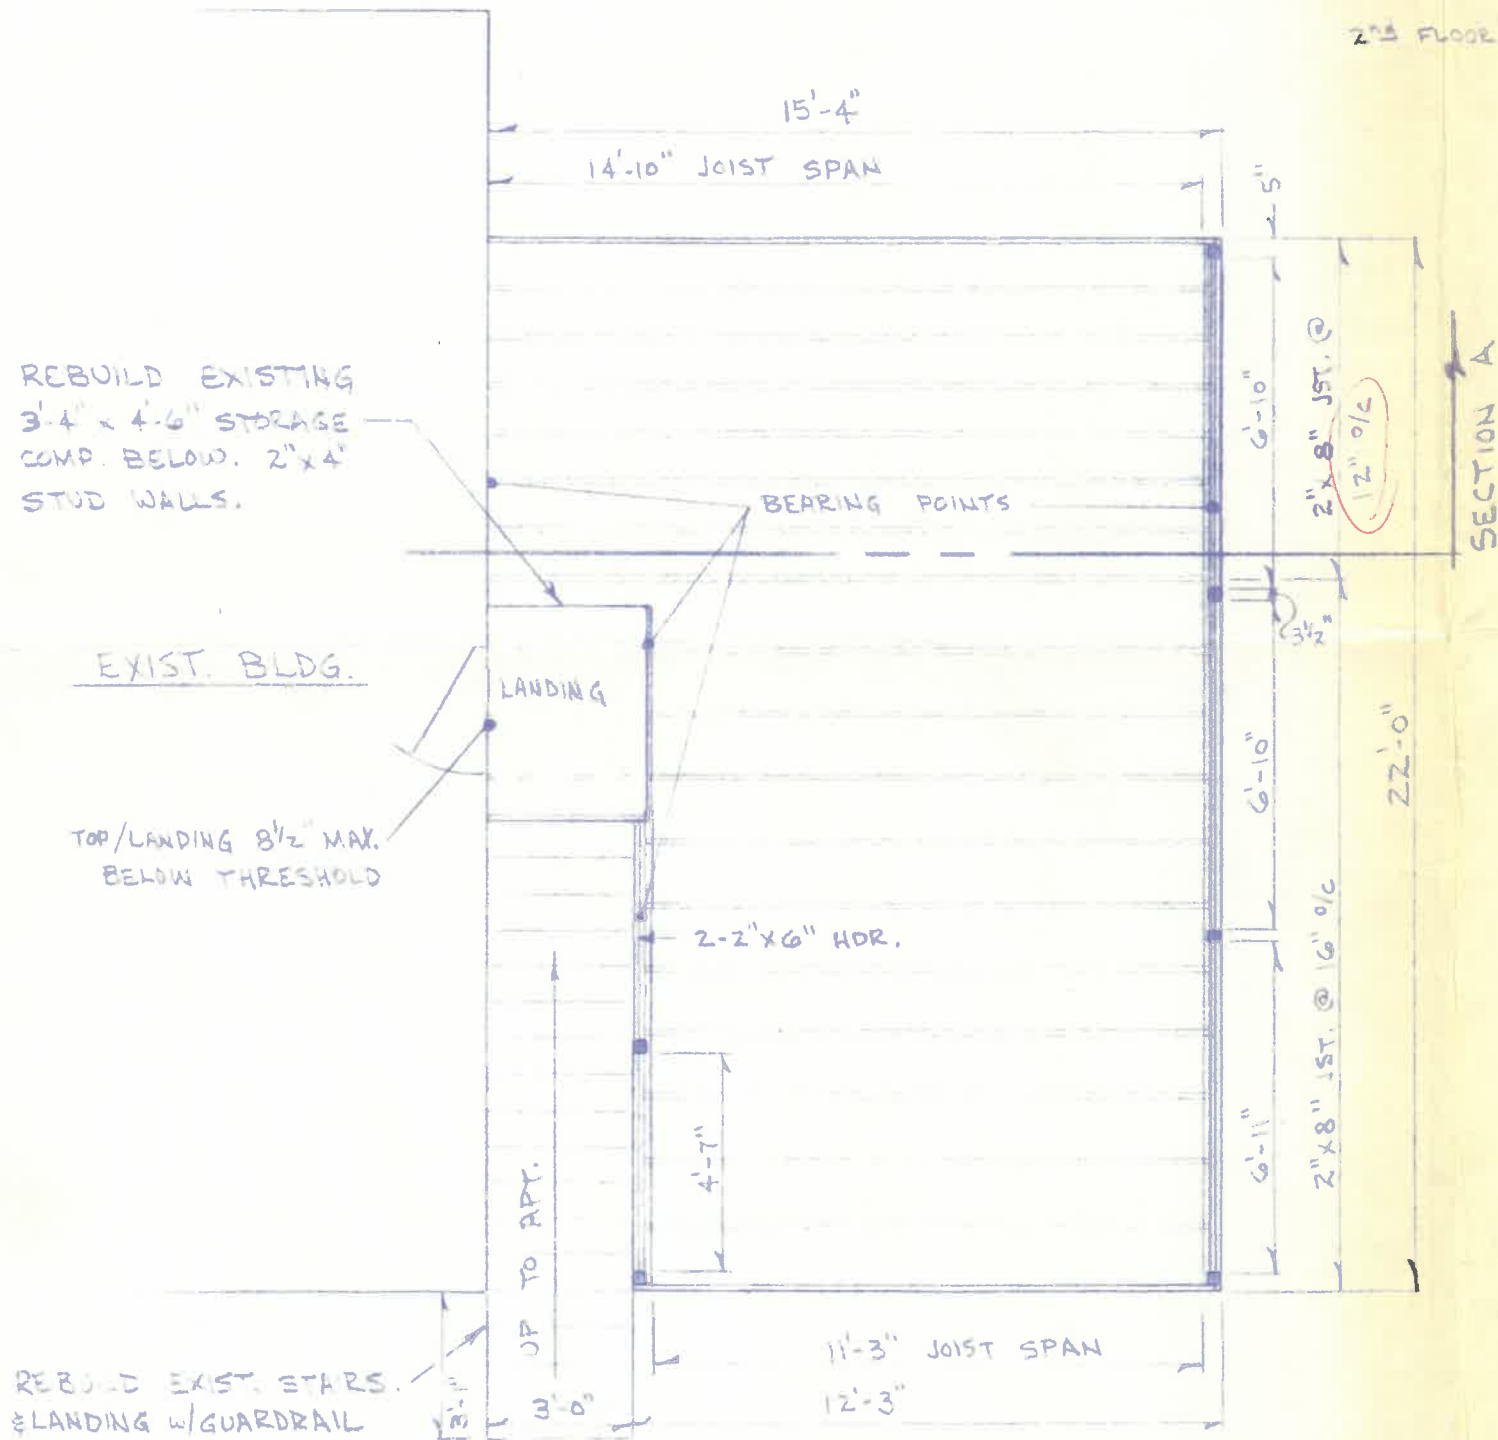 2ND FLOOR
15'-4"
14'-10" JOIST SPAN
5"
REBUILD EXISTING
3'-4" x 4'-6" STORAGE
COMP. BELOW. 2"x4"
STUD WALLS.
BEARING POINTS
6'-10"
2"x8" JST. @
12" o/c
SECTION A
3½"
EXIST. BLDG.
LANDING
22'-0"
6'-10"
TOP/LANDING 8½" MAX.
BELOW THRESHOLD
2-2"x6" HDR.
UP TO APT.
4'-7"
6'-11"
2"x8" JST. @ 16" o/c
11'-3" JOIST SPAN
REBUILD EXIST. STAIRS.
& LANDING w/GUARDRAIL
3'-0"
12'-3"